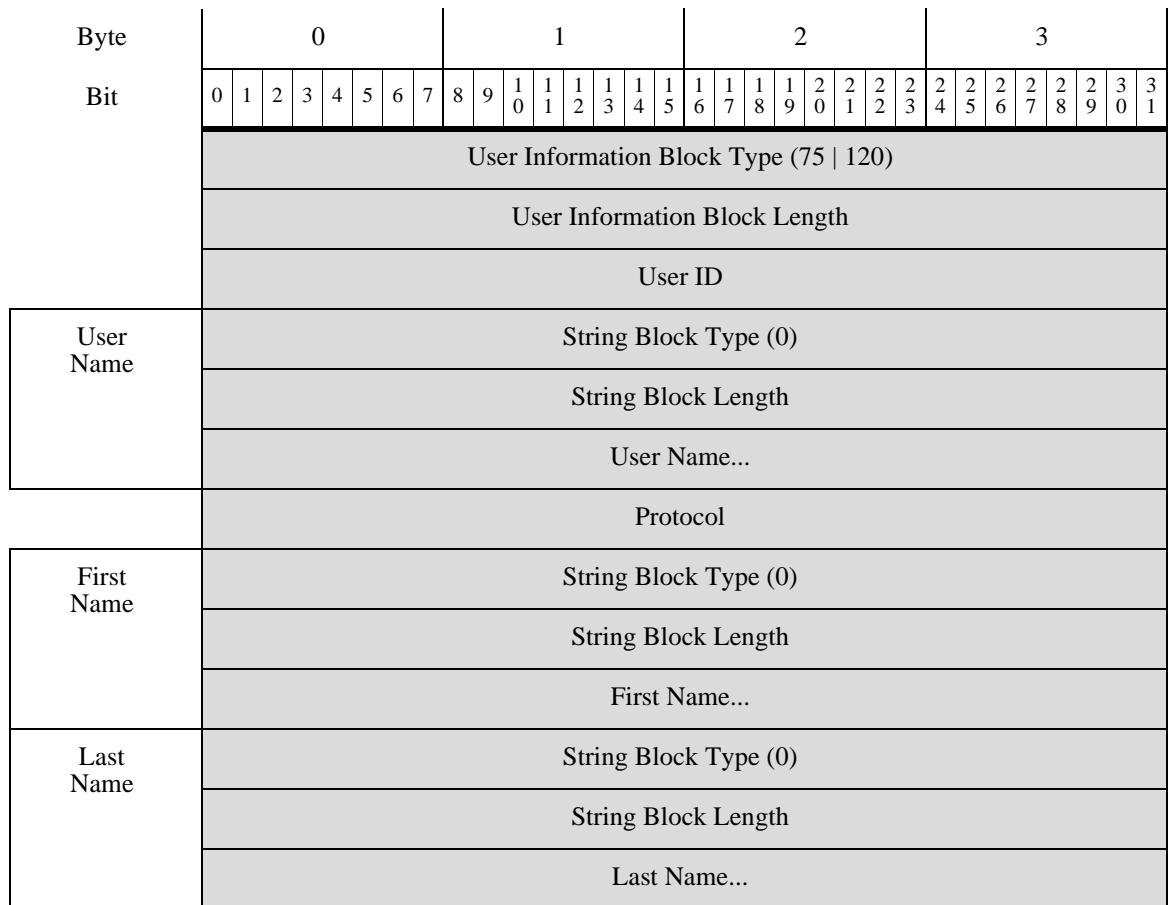 Byte 0 1 2 3
Bit 0 1 2 3 4 5 6 7 8 9 10 11 12 13 14 15 16 17 18 19 20 21 22 23 24 25 26 27 28 29 30 31
User Information Block Type (75 | 120)
User Information Block Length
User ID
User
Name
String Block Type (0)
String Block Length
User Name...
Protocol
First
Name
String Block Type (0)
String Block Length
First Name...
Last
Name
String Block Type (0)
String Block Length
Last Name...